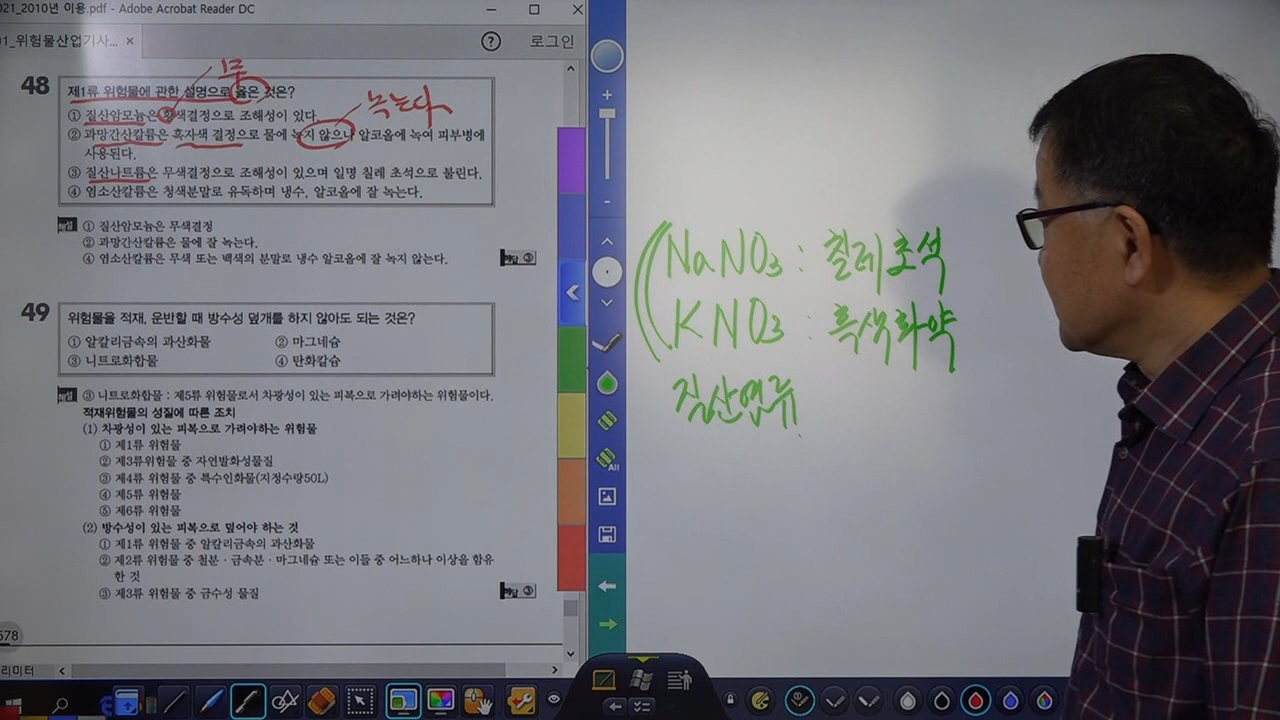 021_2010년 이용.pdf - Adobe Acrobat Reader DC
01_위험물산업기사...
로그인
48
제1류 위험물에 관한 설명으로 옳은 것은?
① 질산암모늄은 황색결정으로 조해성이 있다.
② 과망간산칼륨은 흑자색 결정으로 물에 녹지 않으나 알코올에 녹여 피부병에
사용된다.
③ 질산나트륨은 무색결정으로 조해성이 있으며 일명 칠레 초석으로 불린다.
④ 염소산칼륨은 청색분말로 유독하며 냉수, 알코올에 잘 녹는다.
무
녹는다
해설 ① 질산암모늄은 무색결정
② 과망간산칼륨은 물에 잘 녹는다.
④ 염소산칼륨은 무색 또는 백색의 분말로 냉수 알코올에 잘 녹지 않는다.
해답 ③
49
위험물을 적재, 운반할 때 방수성 덮개를 하지 않아도 되는 것은?
① 알칼리금속의 과산화물 ② 마그네슘
③ 니트로화합물 ④ 탄화칼슘
해설 ③ 니트로화합물 : 제5류 위험물로서 차광성이 있는 피복으로 가려야하는 위험물이다.
적재위험물의 성질에 따른 조치
(1) 차광성이 있는 피복으로 가려야하는 위험물
① 제1류 위험물
② 제3류위험물 중 자연발화성물질
③ 제4류 위험물 중 특수인화물(지정수량50L)
④ 제5류 위험물
⑤ 제6류 위험물
(2) 방수성이 있는 피복으로 덮어야 하는 것
① 제1류 위험물 중 알칼리금속의 과산화물
② 제2류 위험물 중 철분·금속분·마그네슘 또는 이들 중 어느하나 이상을 함유
한 것
③ 제3류 위험물 중 금수성 물질
해답 ③
578
리미터
All
NaNO3 : 칠레초석
KNO3 : 흑색화약
질산염류